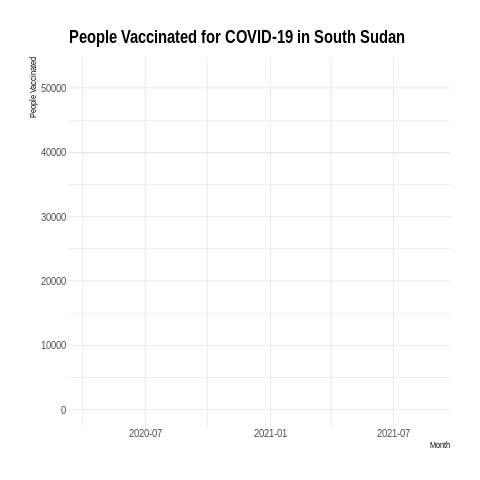 People Vaccinated for COVID-19 in South Sudan
People Vaccinated
50000
40000
30000
20000
10000
0
2020-07 2021-01 2021-07
Month